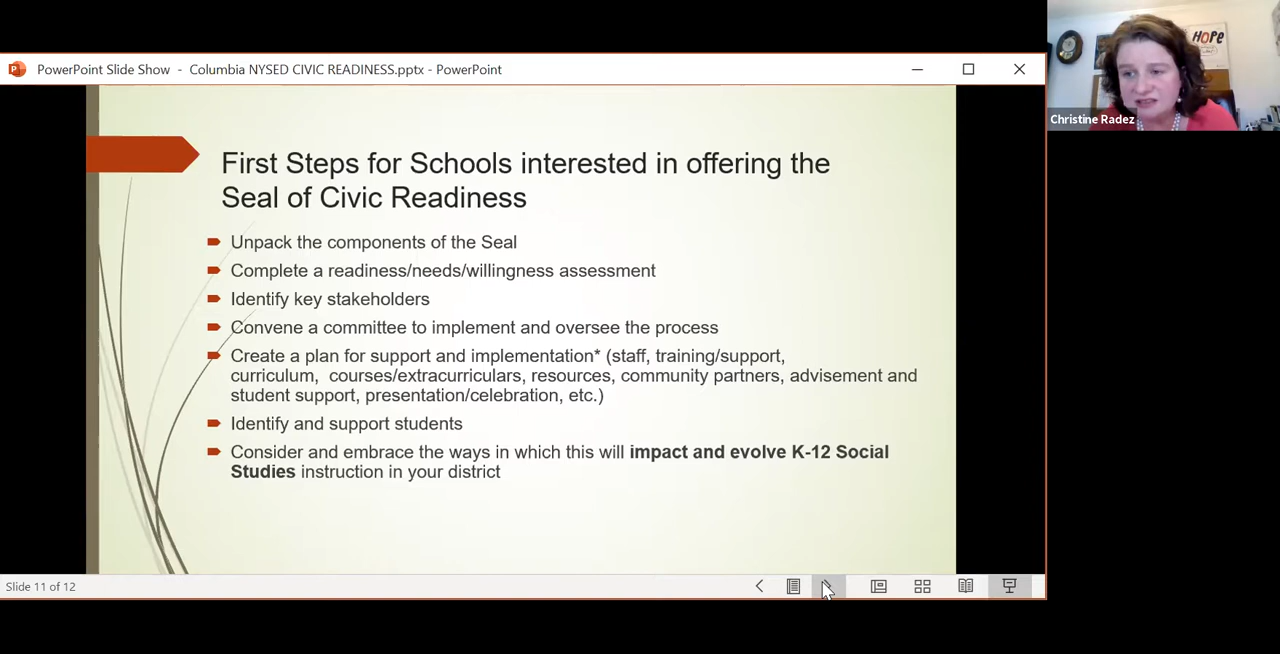 PowerPoint Slide Show - Columbia NYSED CIVIC READINESS.pptx - PowerPoint
HOPE
Christine Radez
First Steps for Schools interested in offering the
Seal of Civic Readiness
Unpack the components of the Seal
Complete a readiness/needs/willingness assessment
Identify key stakeholders
Convene a committee to implement and oversee the process
Create a plan for support and implementation* (staff, training/support,
curriculum, courses/extracurriculars, resources, community partners, advisement and
student support, presentation/celebration, etc.)
Identify and support students
Consider and embrace the ways in which this will impact and evolve K-12 Social
Studies instruction in your district
Slide 11 of 12